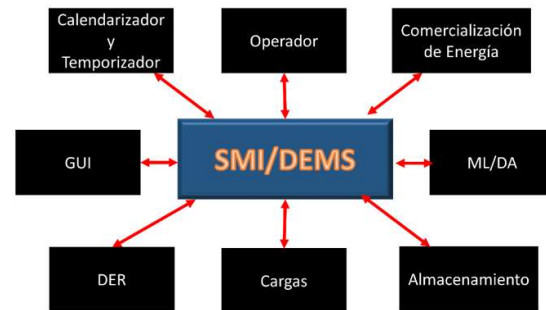 Calendarizador
y
Temporizador
Operador
Comercialización
de Energía
GUI
SMI/DEMS
ML/DA
DER
Cargas
Almacenamiento